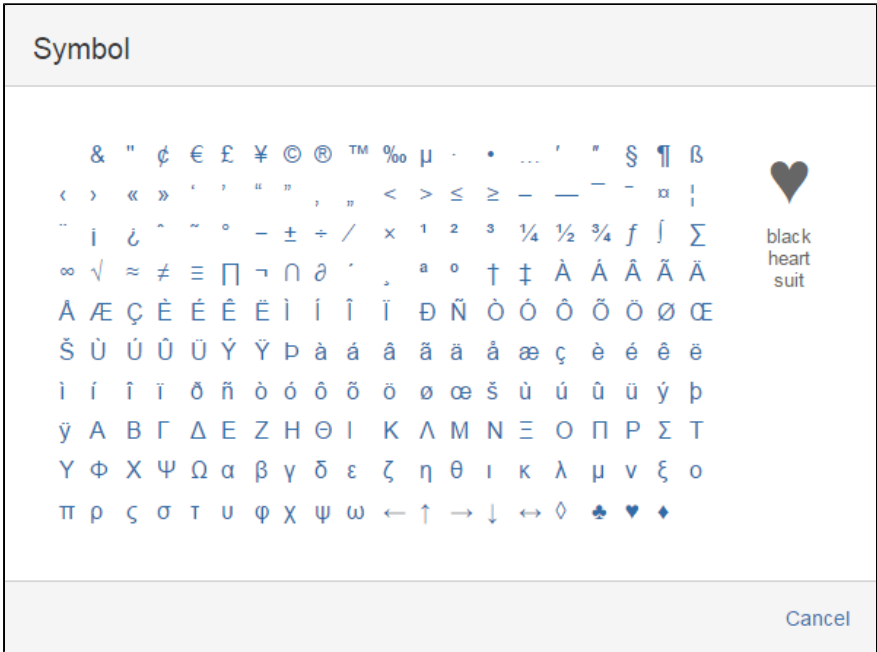 Symbol
& " ¢ € £ ¥ © ® ™ ‰ µ · • … ′ ″ § ¶ ß
‹ › « » ‘ ’ “ ” ‚ „ < > ≤ ≥ – — ¯ ‾ ¤ ¦
¨ ¡ ¿ ˆ ˜ ° − ± ÷ ⁄ × ¹ ² ³ ¼ ½ ¾ ƒ ∫ ∑
∞ √ ≈ ≠ ≡ ∏ ¬ ∩ ∂ ´ ¸ ª º † ‡ À Á Â Ã Ä
Å Æ Ç È É Ê Ë Ì Í Î Ï Ð Ñ Ò Ó Ô Õ Ö Ø Œ
Š Ù Ú Û Ü Ý Ÿ Þ à á â ã ä å æ ç è é ê ë
ì í î ï ð ñ ò ó ô õ ö ø œ š ù ú û ü ý þ
ÿ Α Β Γ Δ Ε Ζ Η Θ Ι Κ Λ Μ Ν Ξ Ο Π Ρ Σ Τ
Υ Φ Χ Ψ Ω α β γ δ ε ζ η θ ι κ λ μ ν ξ ο
π ρ ς σ τ υ φ χ ψ ω ← ↑ → ↓ ↔ ◊ ♣ ♥ ♦
♥
black
heart
suit
Cancel